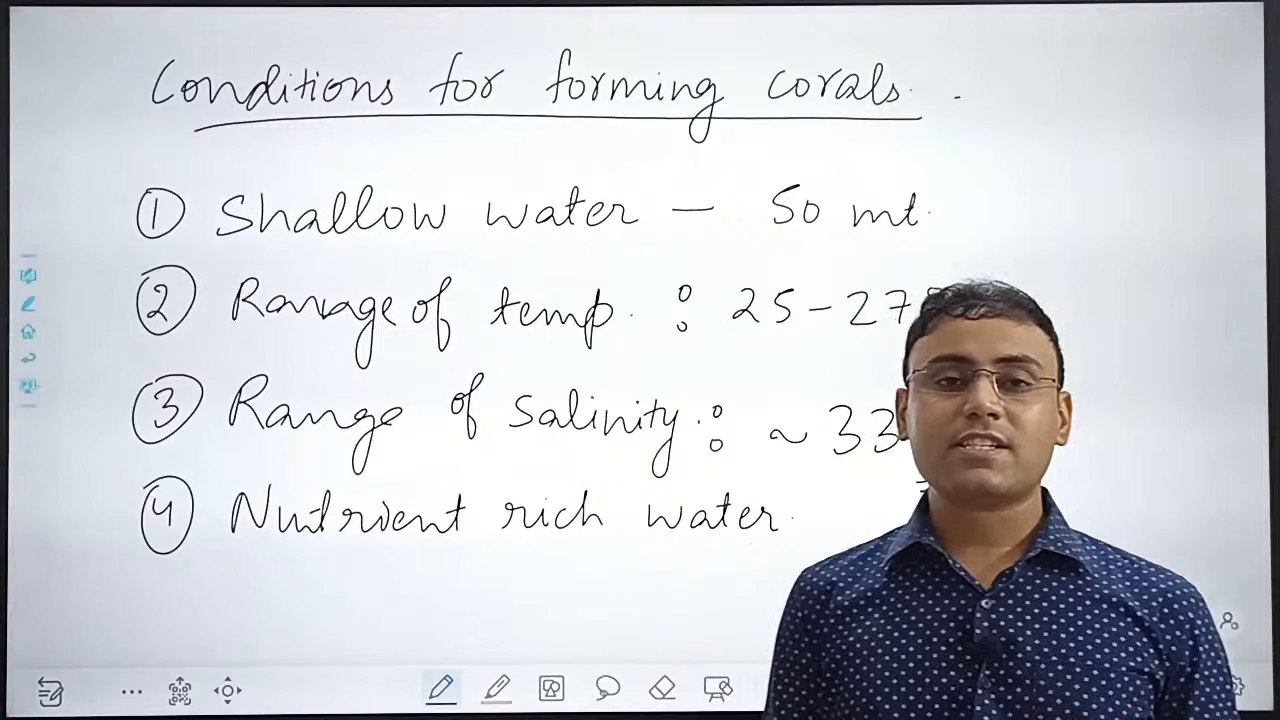 Conditions for forming corals.
① Shallow water – 50 mt.
② Range of temp. : 25-27°
③ Range of salinity : ~ 33
④ Nutrient rich water.